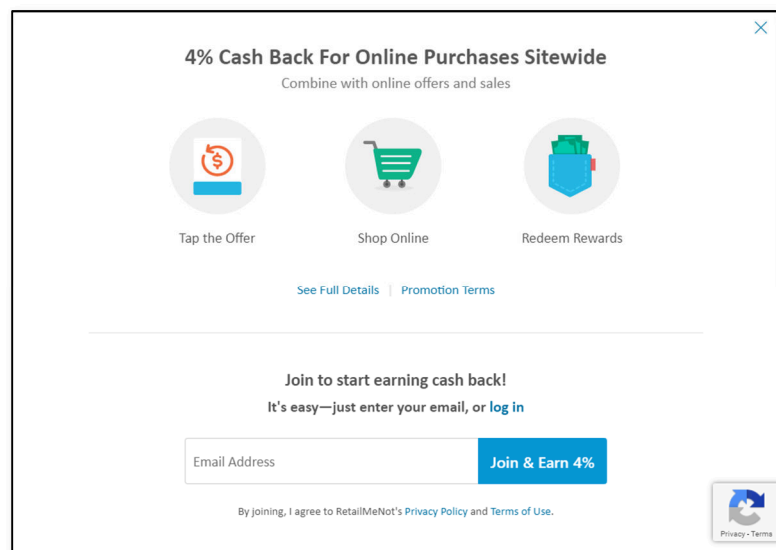 4% Cash Back For Online Purchases Sitewide
Combine with online offers and sales
$
Tap the Offer
Shop Online
Redeem Rewards
See Full Details | Promotion Terms
Join to start earning cash back!
It's easy—just enter your email, or log in
Email Address
Join & Earn 4%
By joining, I agree to RetailMeNot's Privacy Policy and Terms of Use.
Privacy - Terms